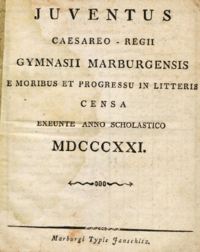 JUVENTUS
CAESAREO - REGII
GYMNASII MARBURGENSIS
E MORIBUS ET PROGRESSU IN LITTERIS
CENSA
EXEUNTE ANNO SCHOLASTICO
MDCCCXXI.
Marburgi Typis Janschitz.